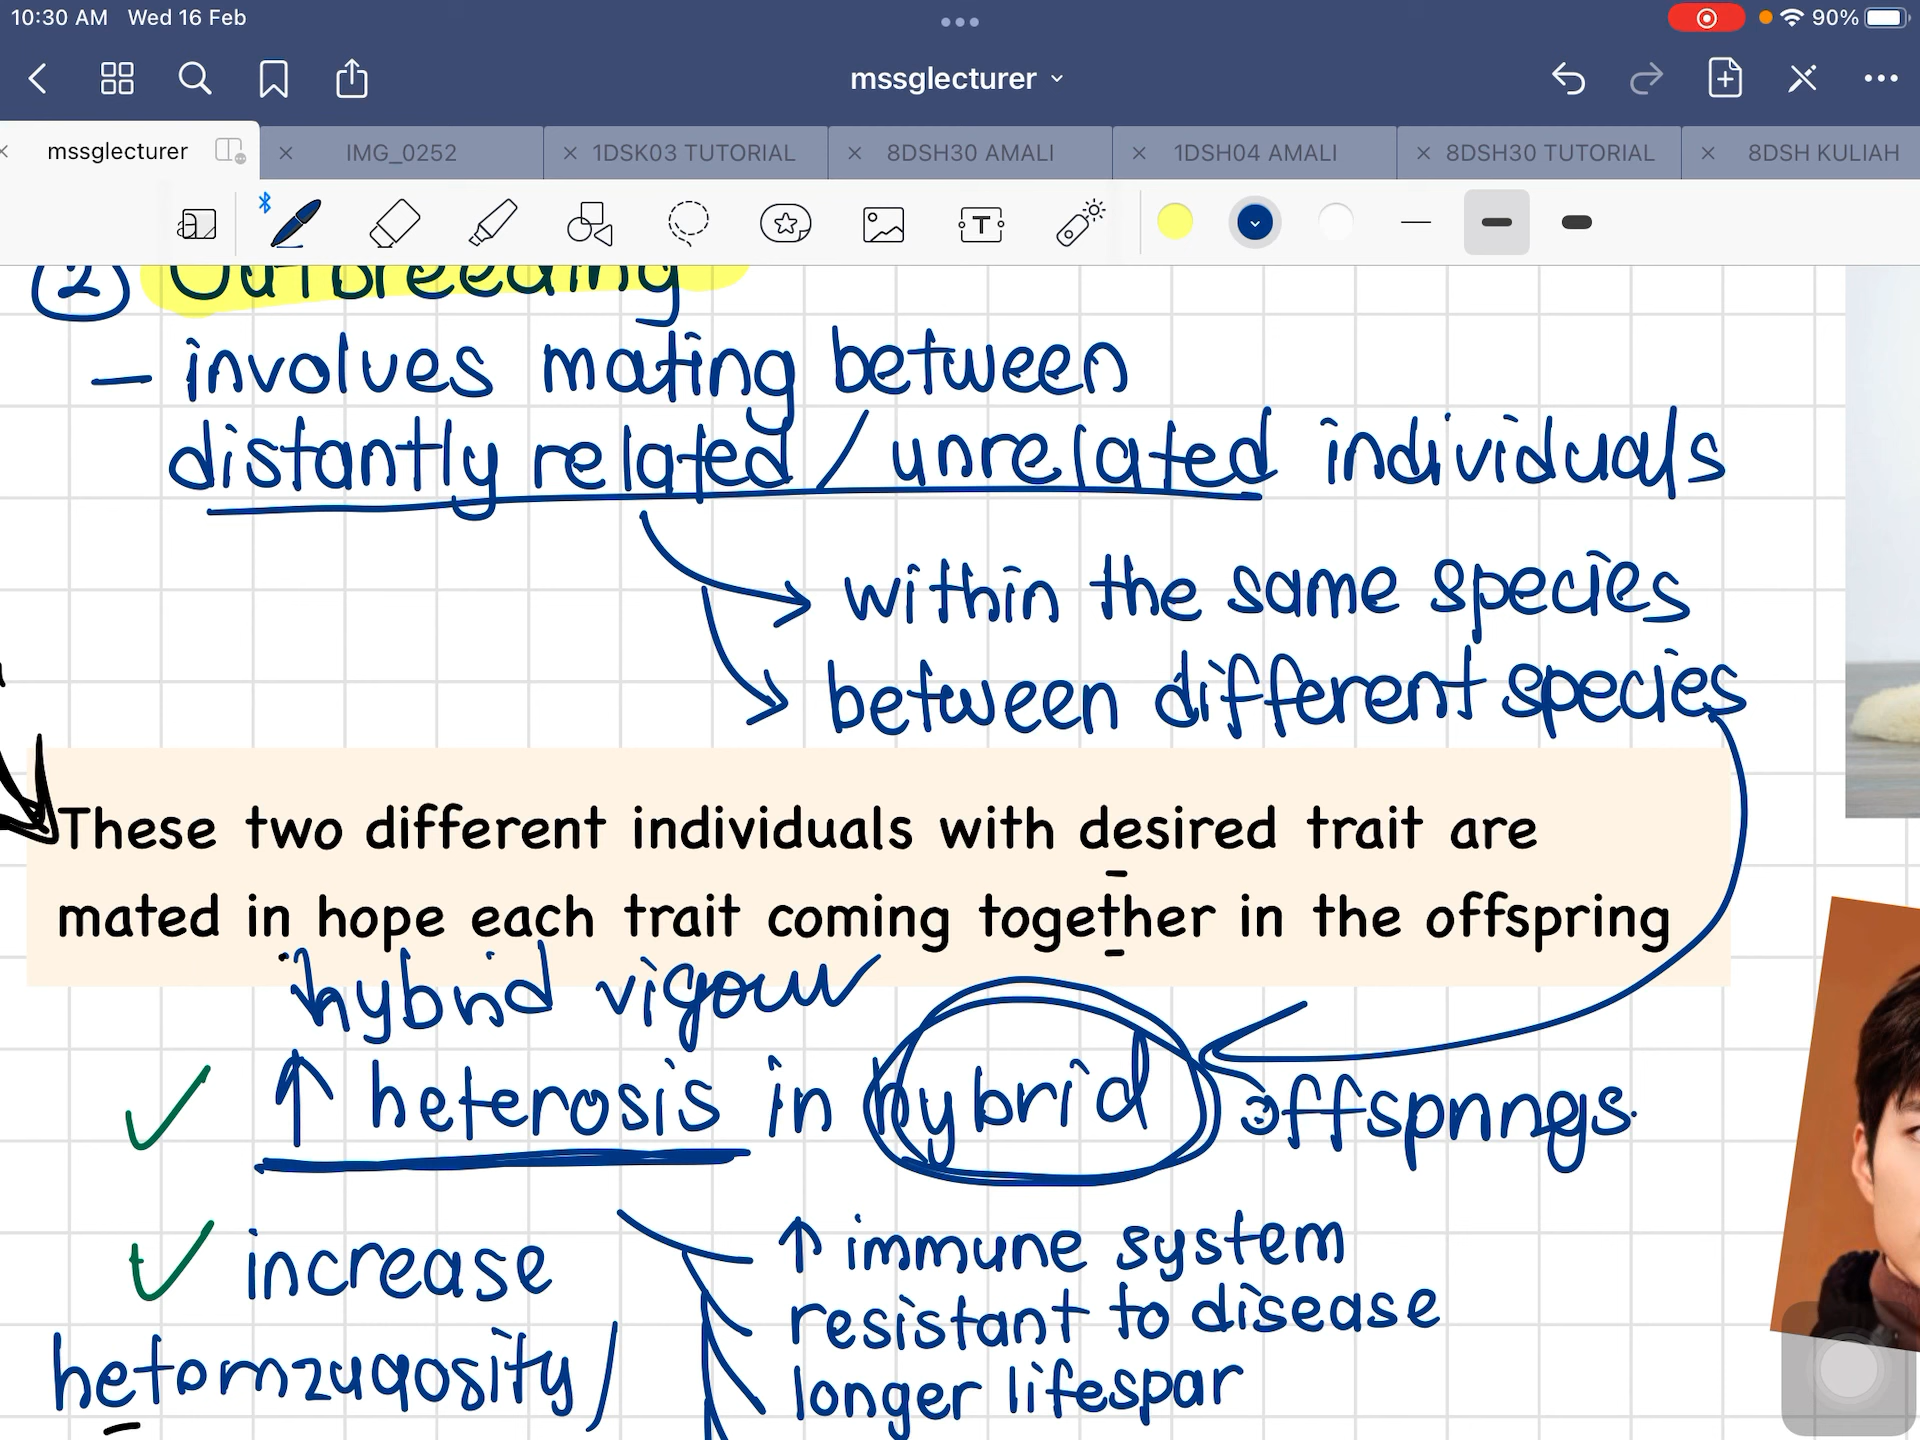 10:30 AM Wed 16 Feb
90%
mssglecturer
mssglecturer
IMG_0252
1DSK03 TUTORIAL
8DSH30 AMALI
1DSH04 AMALI
8DSH30 TUTORIAL
8DSH KULIAH
2 Outbreeding
– involves mating between
distantly related / unrelated individuals
within the same species
between different species
These two different individuals with desired trait are
mated in hope each trait coming together in the offspring
hybrid vigour
↑ heterosis in hybrid offsprings.
✓ increase
↑ immune system
resistant to disease
heterozygosity/
longer lifespan